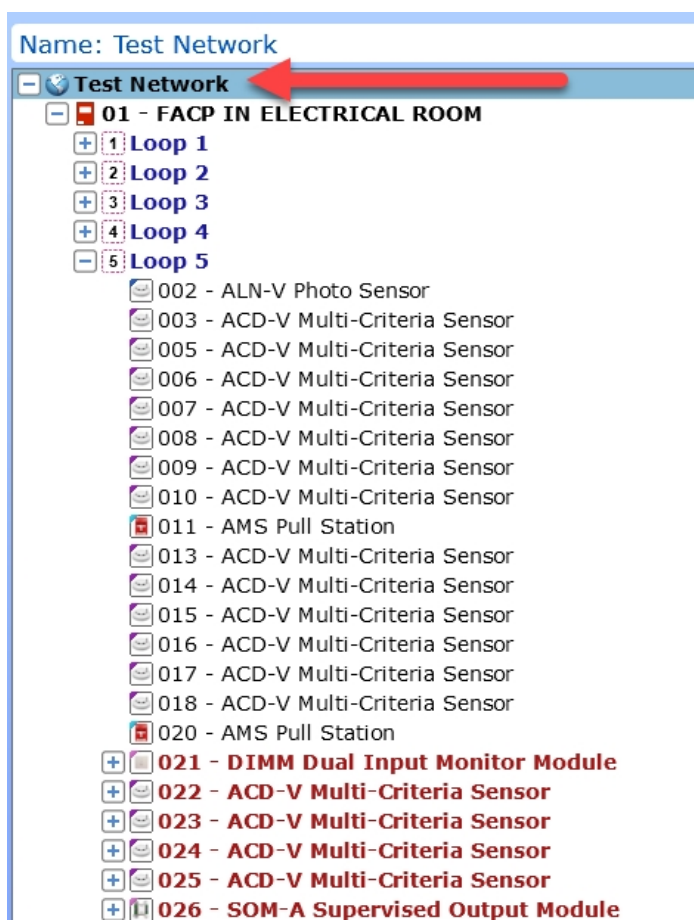 Name: Test Network
Test Network
01 - FACP IN ELECTRICAL ROOM
1 Loop 1
2 Loop 2
3 Loop 3
4 Loop 4
5 Loop 5
002 - ALN-V Photo Sensor
003 - ACD-V Multi-Criteria Sensor
005 - ACD-V Multi-Criteria Sensor
006 - ACD-V Multi-Criteria Sensor
007 - ACD-V Multi-Criteria Sensor
008 - ACD-V Multi-Criteria Sensor
009 - ACD-V Multi-Criteria Sensor
010 - ACD-V Multi-Criteria Sensor
011 - AMS Pull Station
013 - ACD-V Multi-Criteria Sensor
014 - ACD-V Multi-Criteria Sensor
015 - ACD-V Multi-Criteria Sensor
016 - ACD-V Multi-Criteria Sensor
017 - ACD-V Multi-Criteria Sensor
018 - ACD-V Multi-Criteria Sensor
020 - AMS Pull Station
021 - DIMM Dual Input Monitor Module
022 - ACD-V Multi-Criteria Sensor
023 - ACD-V Multi-Criteria Sensor
024 - ACD-V Multi-Criteria Sensor
025 - ACD-V Multi-Criteria Sensor
026 - SOM-A Supervised Output Module